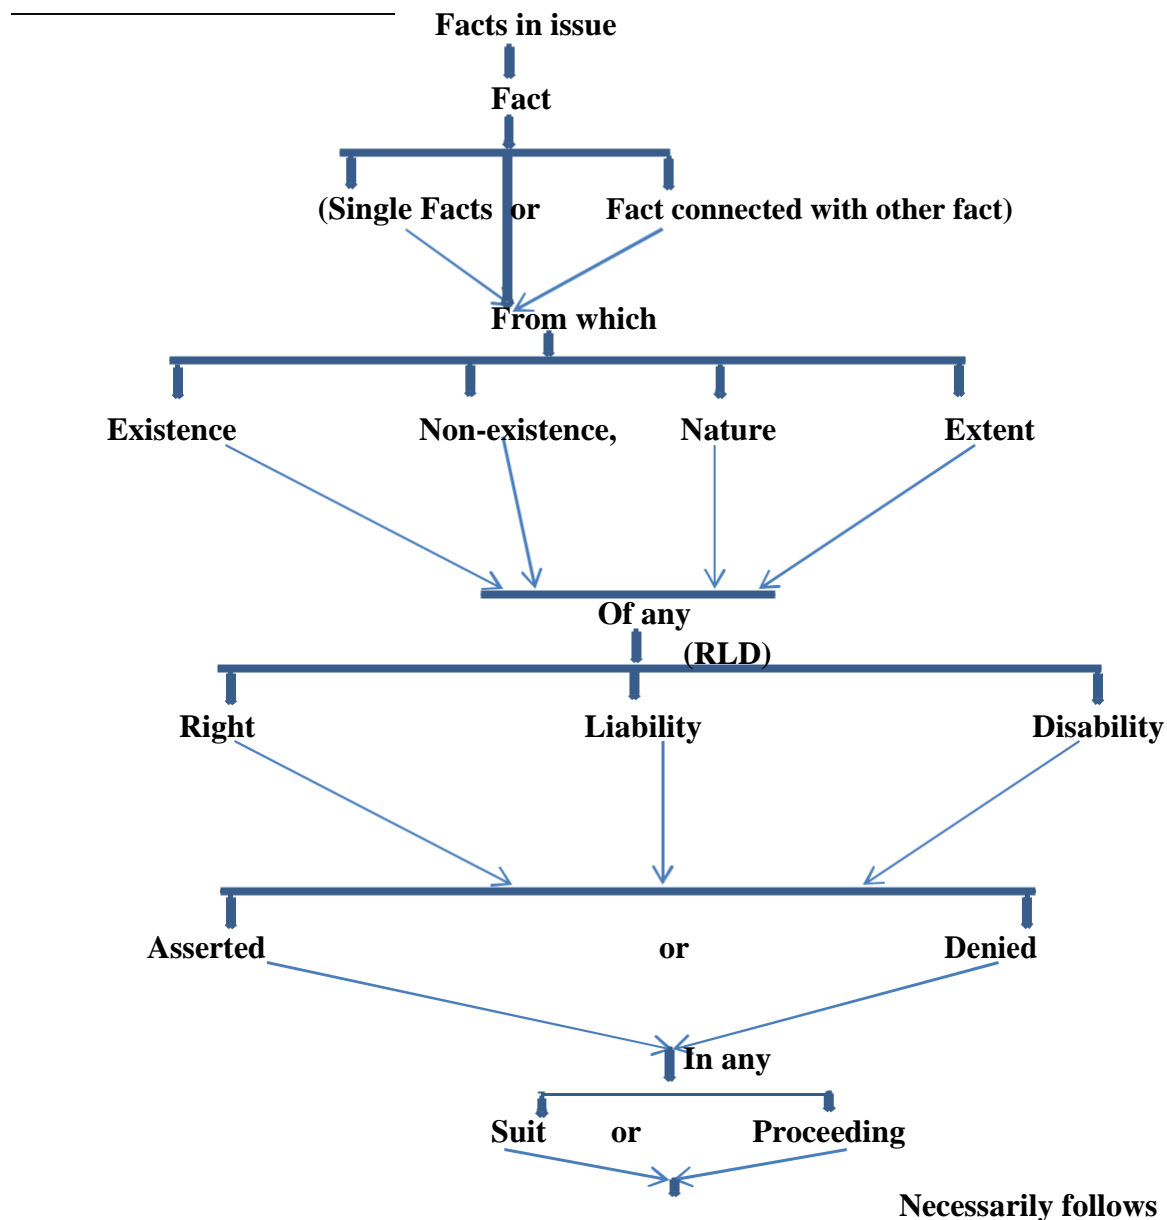 Facts in issue
Fact
(Single Facts or Fact connected with other fact)
From which
Existence Non-existence, Nature Extent
Of any
(RLD)
Right Liability Disability
Asserted or Denied
In any
Suit or Proceeding
Necessarily follows